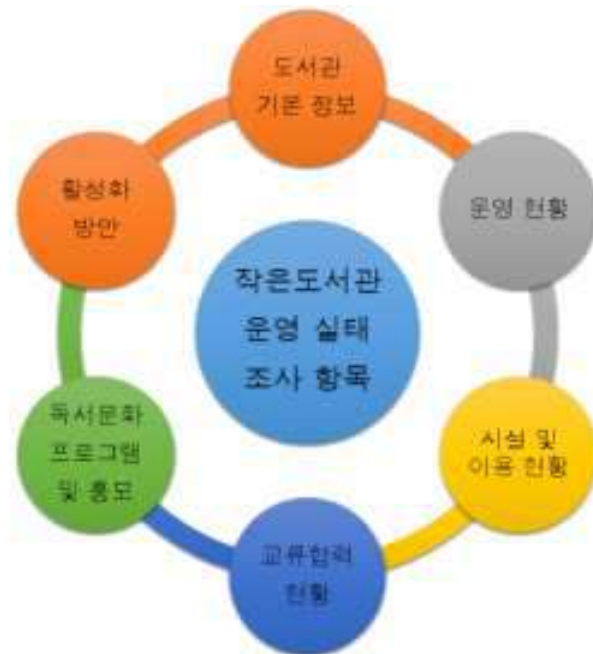 도서관
기본 정보
운영 현황
시설 및
이용 현황
교류협력
현황
독서문화
프로그램
및 홍보
활성화
방안
작은도서관
운영 실태
조사 항목